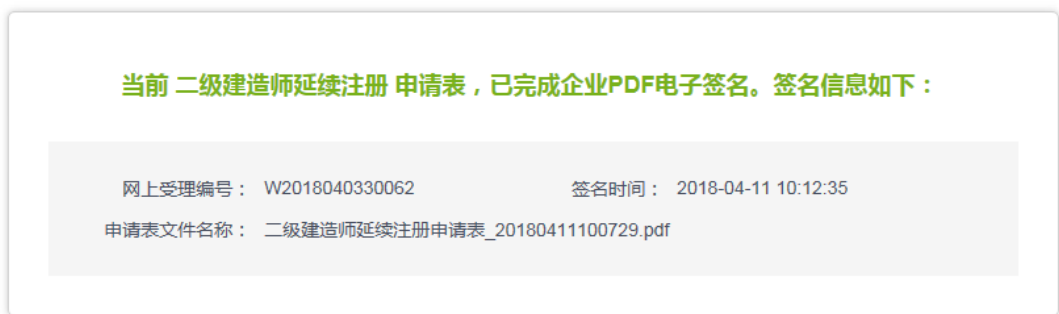 当前 二级建造师延续注册 申请表，已完成企业PDF电子签名。签名信息如下：
网上受理编号： W2018040330062 签名时间： 2018-04-11 10:12:35
申请表文件名称： 二级建造师延续注册申请表_20180411100729.pdf